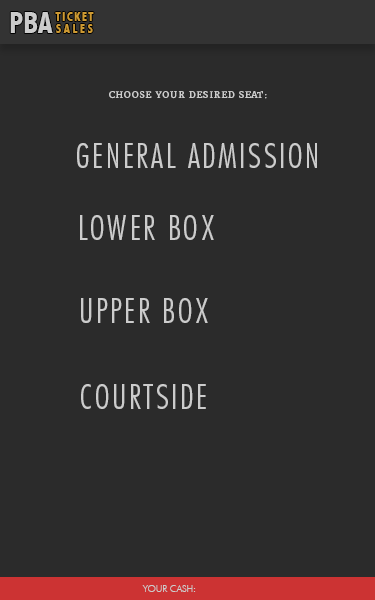 PBA TICKET SALES
CHOOSE YOUR DESIRED SEAT:
GENERAL ADMISSION
LOWER BOX
UPPER BOX
COURTSIDE
YOUR CASH: